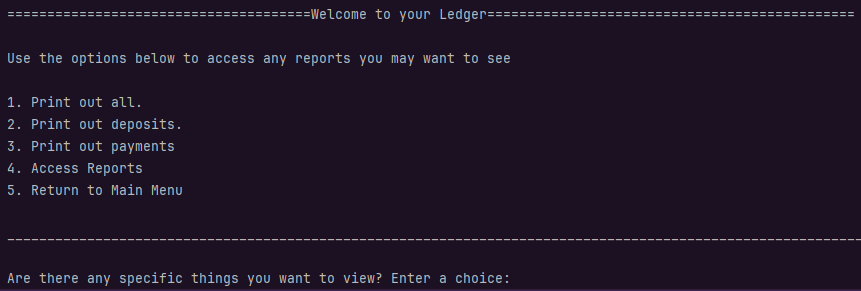 ======================================Welcome to your Ledger==============================================
Use the options below to access any reports you may want to see
1. Print out all.
2. Print out deposits.
3. Print out payments
4. Access Reports
5. Return to Main Menu
-----------------------------------------------------------------------------------------------------------
Are there any specific things you want to view? Enter a choice: